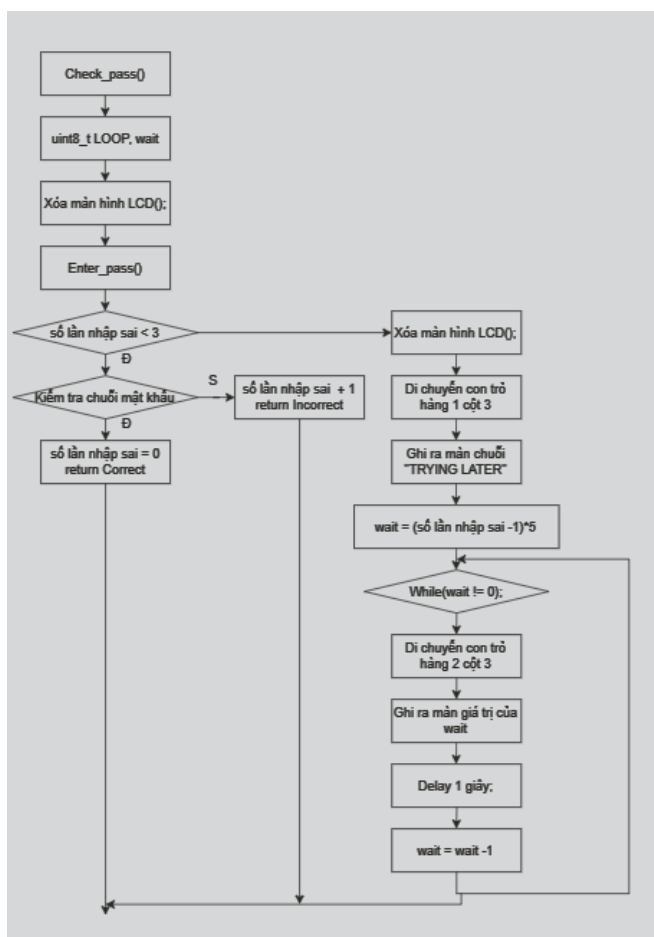 Check_pass()
uint8_t LOOP, wait
Xóa màn hình LCD();
Enter_pass()
số lần nhập sai < 3
Đ
Kiểm tra chuỗi mật khẩu
S
số lần nhập sai + 1
return Incorrect
Đ
số lần nhập sai = 0
return Correct
Xóa màn hình LCD();
Di chuyển con trỏ
hàng 1 cột 3
Ghi ra màn chuỗi
"TRYING LATER"
wait = (số lần nhập sai -1)*5
While(wait != 0);
Di chuyển con trỏ
hàng 2 cột 3
Ghi ra màn giá trị của
wait
Delay 1 giây;
wait = wait -1